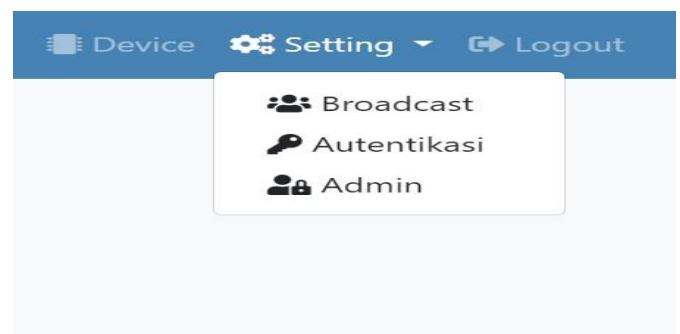 Device Setting Logout
Broadcast
Autentikasi
Admin